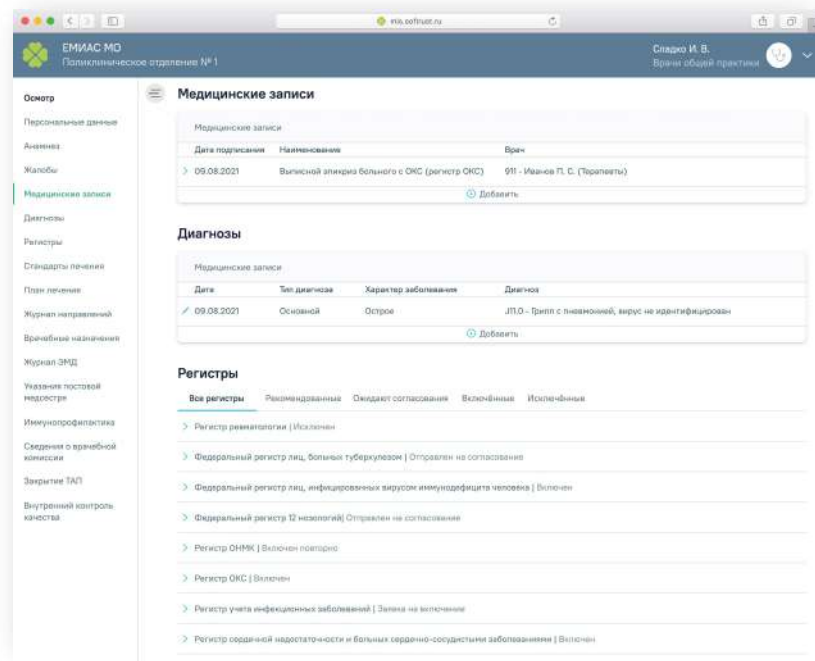 mis.softrust.ru
ЕМИАС МО
Поликлиническое отделение № 1
Сладко И. В.
Врачи общей практики
Осмотр
Персональные данные
Анамнез
Жалобы
Медицинские записи
Диагнозы
Регистры
Стандарты лечения
План лечения
Журнал направлений
Врачебные назначения
Журнал ЭМД
Указания постовой
медсестре
Иммунопрофилактика
Сведения о врачебной
комиссии
Закрытие ТАП
Внутренний контроль
качества
Медицинские записи
Медицинские записи
Дата подписания Наименование Врач
09.08.2021 Выписной эпикриз больного с ОКС (регистр ОКС) 911 - Иванов П. С. (Терапевты)
Добавить
Диагнозы
Медицинские записи
Дата Тип диагноза Характер заболевания Диагноз
09.08.2021 Основной Острое J11.0 - Грипп с пневмонией, вирус не идентифицирован
Добавить
Регистры
Все регистры Рекомендованные Ожидают согласования Включённые Исключённые
Регистр ревматологии | Исключен
Федеральный регистр лиц, больных туберкулезом | Отправлен на согласование
Федеральный регистр лиц, инфицированных вирусом иммунодефицита человека | Включен
Федеральный регистр 12 нозологий| Отправлен на согласование
Регистр ОНМК | Включен повторно
Регистр ОКС | Включен
Регистр учета инфекционных заболеваний | Заявка на включение
Регистр сердечной недостаточности и больных сердечно-сосудистыми заболеваниями | Включен